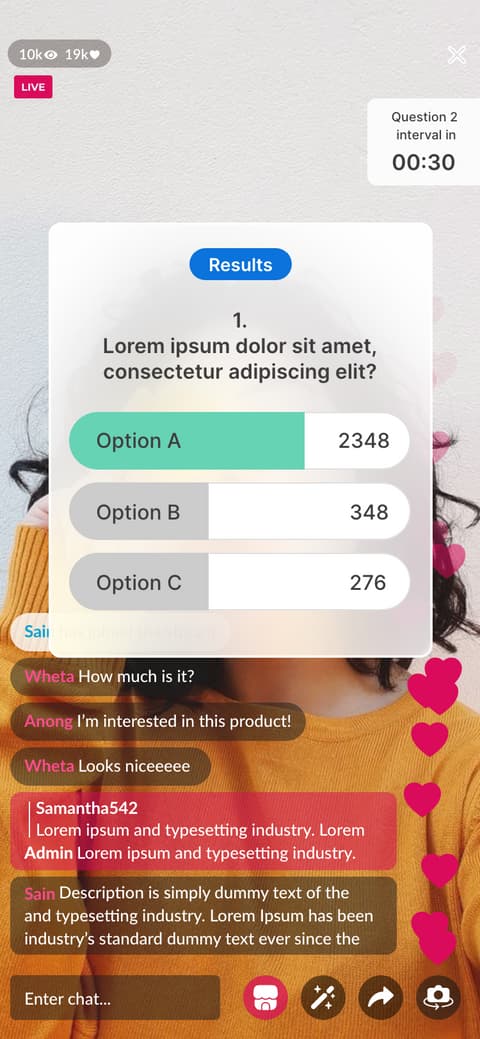 10k 19k
LIVE
Question 2
interval in
00:30
Results
1.
Lorem ipsum dolor sit amet,
consectetur adipiscing elit?
Option A 2348
Option B 348
Option C 276
Sain
Wheta How much is it?
Anong I'm interested in this product!
Wheta Looks niceeeee
Samantha542
Lorem ipsum and typesetting industry. Lorem
Admin Lorem ipsum and typesetting industry.
Sain Description is simply dummy text of the
and typesetting industry. Lorem Ipsum has been
industry's standard dummy text ever since the
Enter chat...